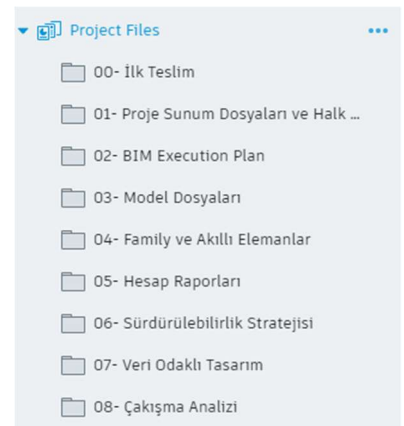 Project Files
00- İlk Teslim
01- Proje Sunum Dosyaları ve Halk ...
02- BIM Execution Plan
03- Model Dosyaları
04- Family ve Akıllı Elemanlar
05- Hesap Raporları
06- Sürdürülebilirlik Stratejisi
07- Veri Odaklı Tasarım
08- Çakışma Analizi